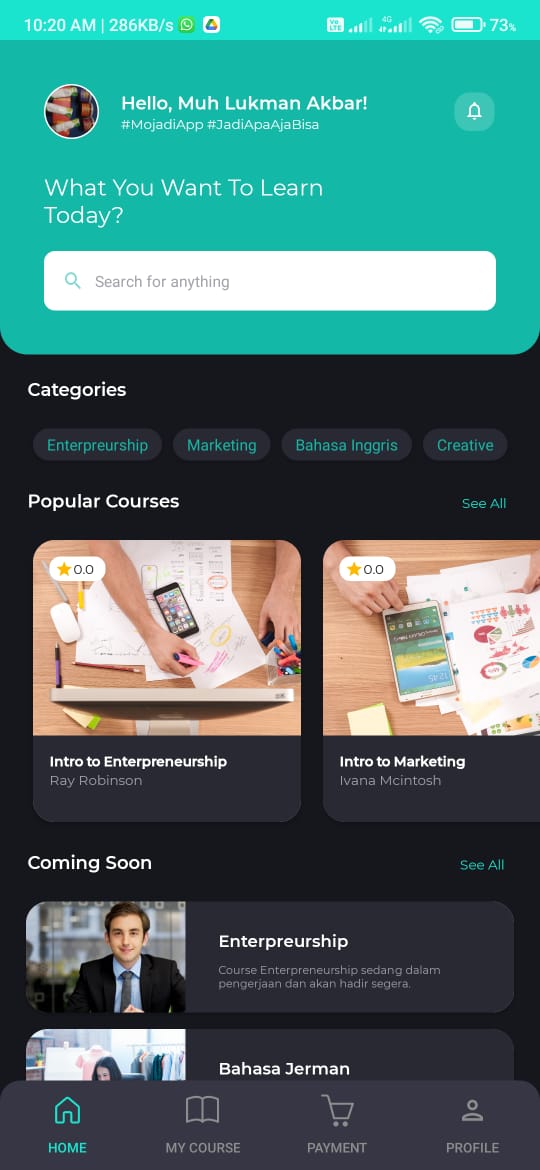 10:20 AM | 286KB/s
Vo LTE
4G
73%
Hello, Muh Lukman Akbar!
#MojadiApp #JadiApaAjaBisa
What You Want To Learn
Today?
Search for anything
Categories
Enterpreurship Marketing Bahasa Inggris Creative
Popular Courses See All
0.0 0.0
Intro to Enterpreneurship
Ray Robinson
Intro to Marketing
Ivana Mcintosh
Coming Soon See All
Enterpreurship
Course Enterpreneurship sedang dalam
pengerjaan dan akan hadir segera.
Bahasa Jerman
HOME MY COURSE PAYMENT PROFILE